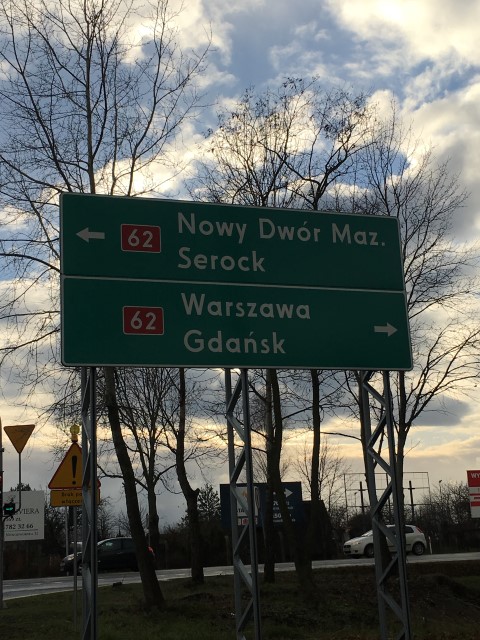 62
Nowy Dwór Maz.
Serock
62
Warszawa
Gdańsk